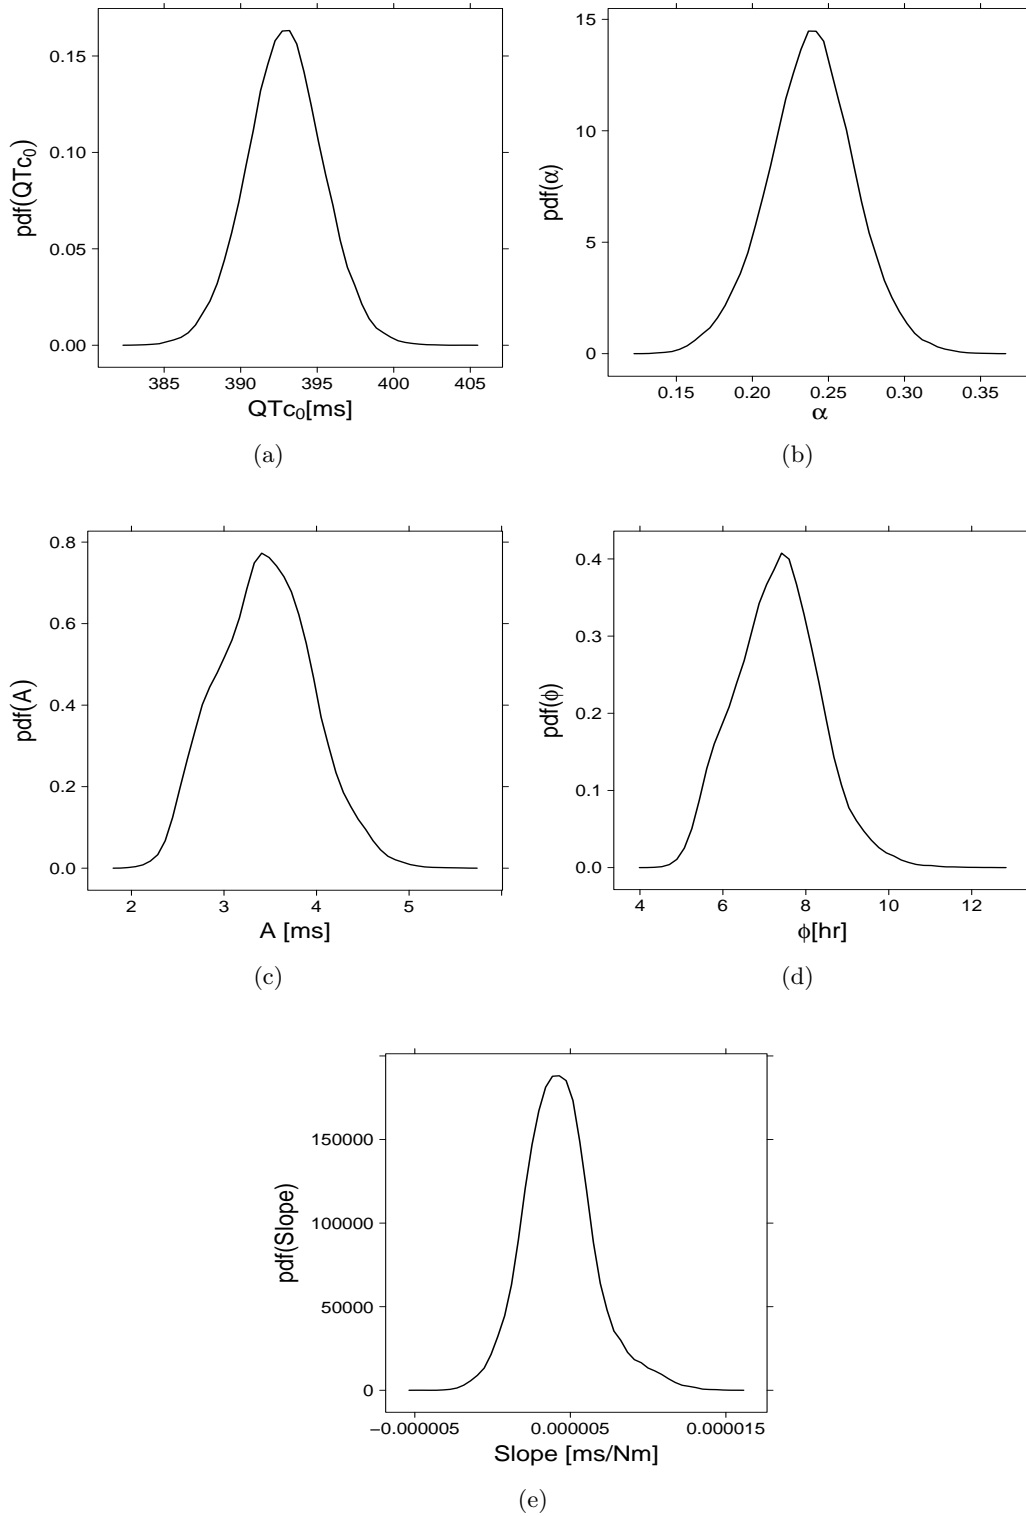 pdf(QTc₀)
0.15
0.10
0.05
0.00
385 390 395 400 405
QTc₀[ms]
(a)
pdf(α)
15
10
5
0
0.15 0.20 0.25 0.30 0.35
α
(b)
pdf(A)
0.8
0.6
0.4
0.2
0.0
2 3 4 5
A [ms]
(c)
pdf(ϕ)
0.4
0.3
0.2
0.1
0.0
4 6 8 10 12
ϕ[hr]
(d)
pdf(Slope)
150000
100000
50000
0
−0.000005 0.000005 0.000015
Slope [ms/Nm]
(e)